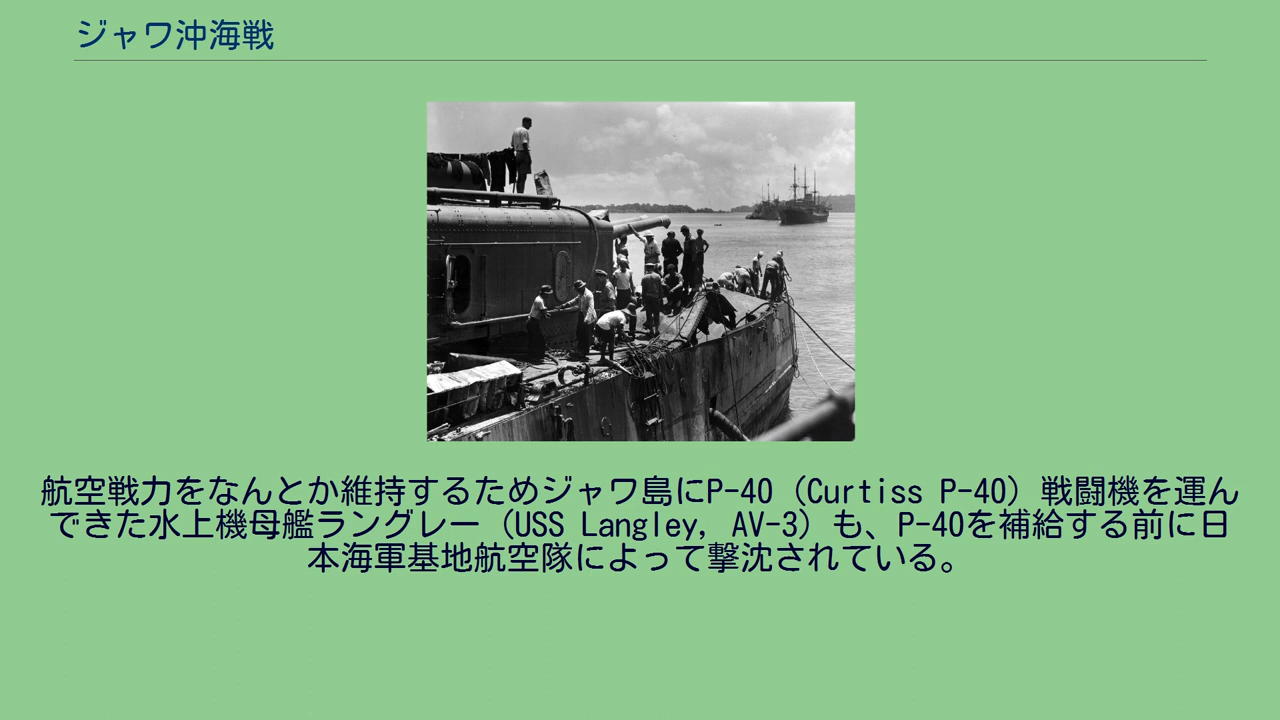 ジャワ沖海戦
航空戦力をなんとか維持するためジャワ島にP-40（Curtiss P-40）戦闘機を運ん
できた水上機母艦ラングレー（USS Langley, AV-3）も、P-40を補給する前に日
本海軍基地航空隊によって撃沈されている。